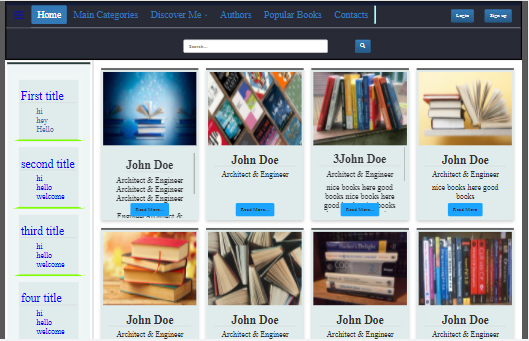 Home Main Categories Discover Me Authors Popular Books Contacts Log in Sign up
Search...
First title
hi
hey
Hello
second title
hi
hello
welcome
third title
hi
hello
welcome
four title
hi
hello
welcome
John Doe
Architect & Engineer
Architect & Engineer
Architect & Engineer
Architect & Engineer
Read More...
John Doe
Architect & Engineer
Read More...
3John Doe
Architect & Engineer
nice books here good
books nice books here
books
Read More...
John Doe
Architect & Engineer
nice books here good
books
Read More...
John Doe
Architect & Engineer
John Doe
Architect & Engineer
John Doe
Architect & Engineer
John Doe
Architect & Engineer